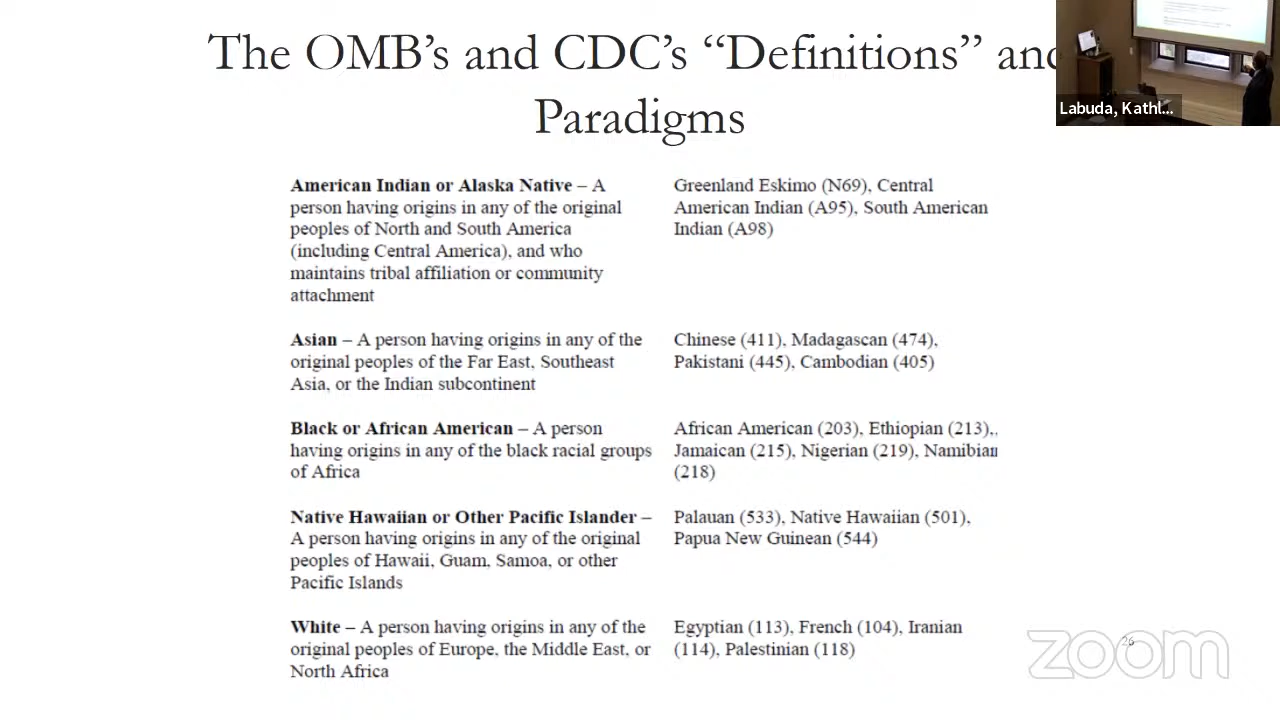 The OMB's and CDC's “Definitions” and
Paradigms
Labuda, Kathl...
American Indian or Alaska Native – A
person having origins in any of the original
peoples of North and South America
(including Central America), and who
maintains tribal affiliation or community
attachment
Greenland Eskimo (N69), Central
American Indian (A95), South American
Indian (A98)
Asian – A person having origins in any of the
original peoples of the Far East, Southeast
Asia, or the Indian subcontinent
Chinese (411), Madagascan (474),
Pakistani (445), Cambodian (405)
Black or African American – A person
having origins in any of the black racial groups
of Africa
African American (203), Ethiopian (213),.
Jamaican (215), Nigerian (219), Namibian
(218)
Native Hawaiian or Other Pacific Islander –
A person having origins in any of the original
peoples of Hawaii, Guam, Samoa, or other
Pacific Islands
Palauan (533), Native Hawaiian (501),
Papua New Guinean (544)
White – A person having origins in any of the
original peoples of Europe, the Middle East, or
North Africa
Egyptian (113), French (104), Iranian
(114), Palestinian (118)
26
zoom